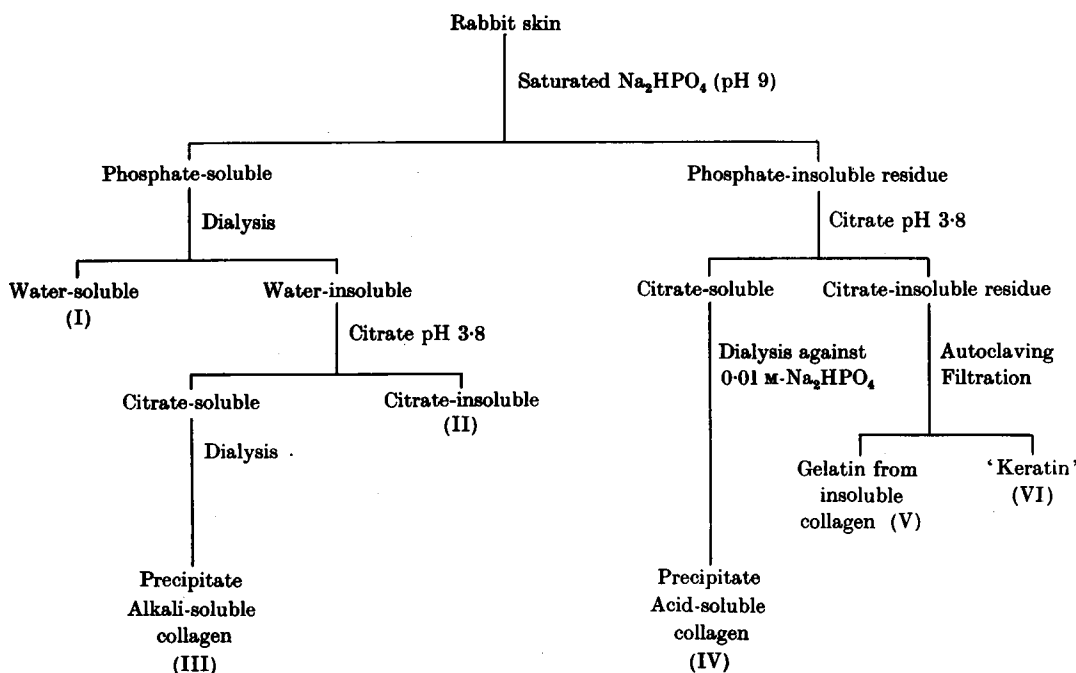 Rabbit skin
Saturated Na₂HPO₄ (pH 9)
Phosphate-soluble
Phosphate-insoluble residue
Dialysis
Citrate pH 3·8
Water-soluble
(I)
Water-insoluble
Citrate-soluble
Citrate-insoluble residue
Citrate pH 3·8
Dialysis against
0·01 M-Na₂HPO₄
Autoclaving
Filtration
Citrate-soluble
Citrate-insoluble
(II)
Dialysis
Gelatin from
insoluble
collagen (V)
'Keratin'
(VI)
Precipitate
Alkali-soluble
collagen
(III)
Precipitate
Acid-soluble
collagen
(IV)